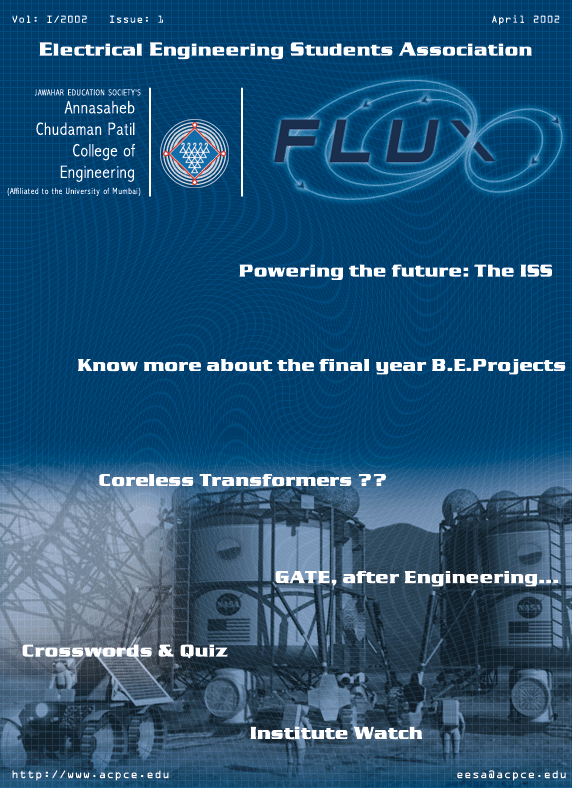 Vol: I/2002 Issue: 1 April 2002
Electrical Engineering Students Association
JAWAHAR EDUCATION SOCIETY'S
Annasaheb
Chudaman Patil
College of
Engineering
(Affiliated to the University of Mumbai)
FLUX
Powering the future: The ISS
Know more about the final year B.E.Projects
Coreless Transformers ??
GATE, after Engineering...
NASA
NASA
Crosswords & Quiz
Institute Watch
http://www.acpce.edu eesa@acpce.edu